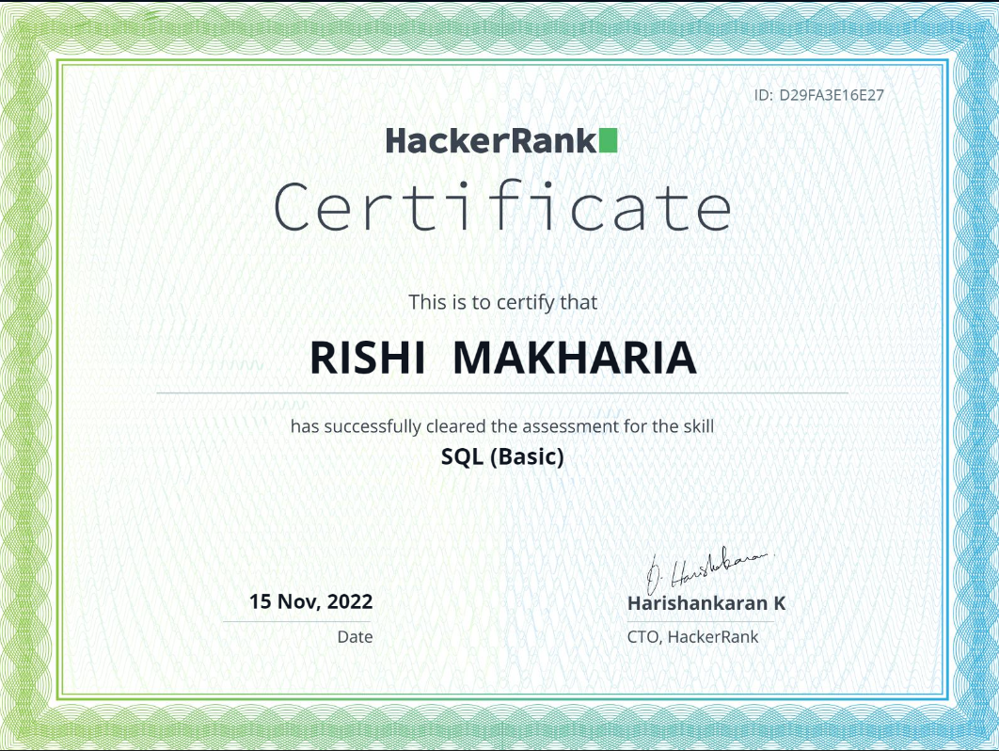 ID: D29FA3E16E27
HackerRank
Certificate
This is to certify that
RISHI MAKHARIA
has successfully cleared the assessment for the skill
SQL (Basic)
15 Nov, 2022
Date
Harishankaran K
CTO, HackerRank